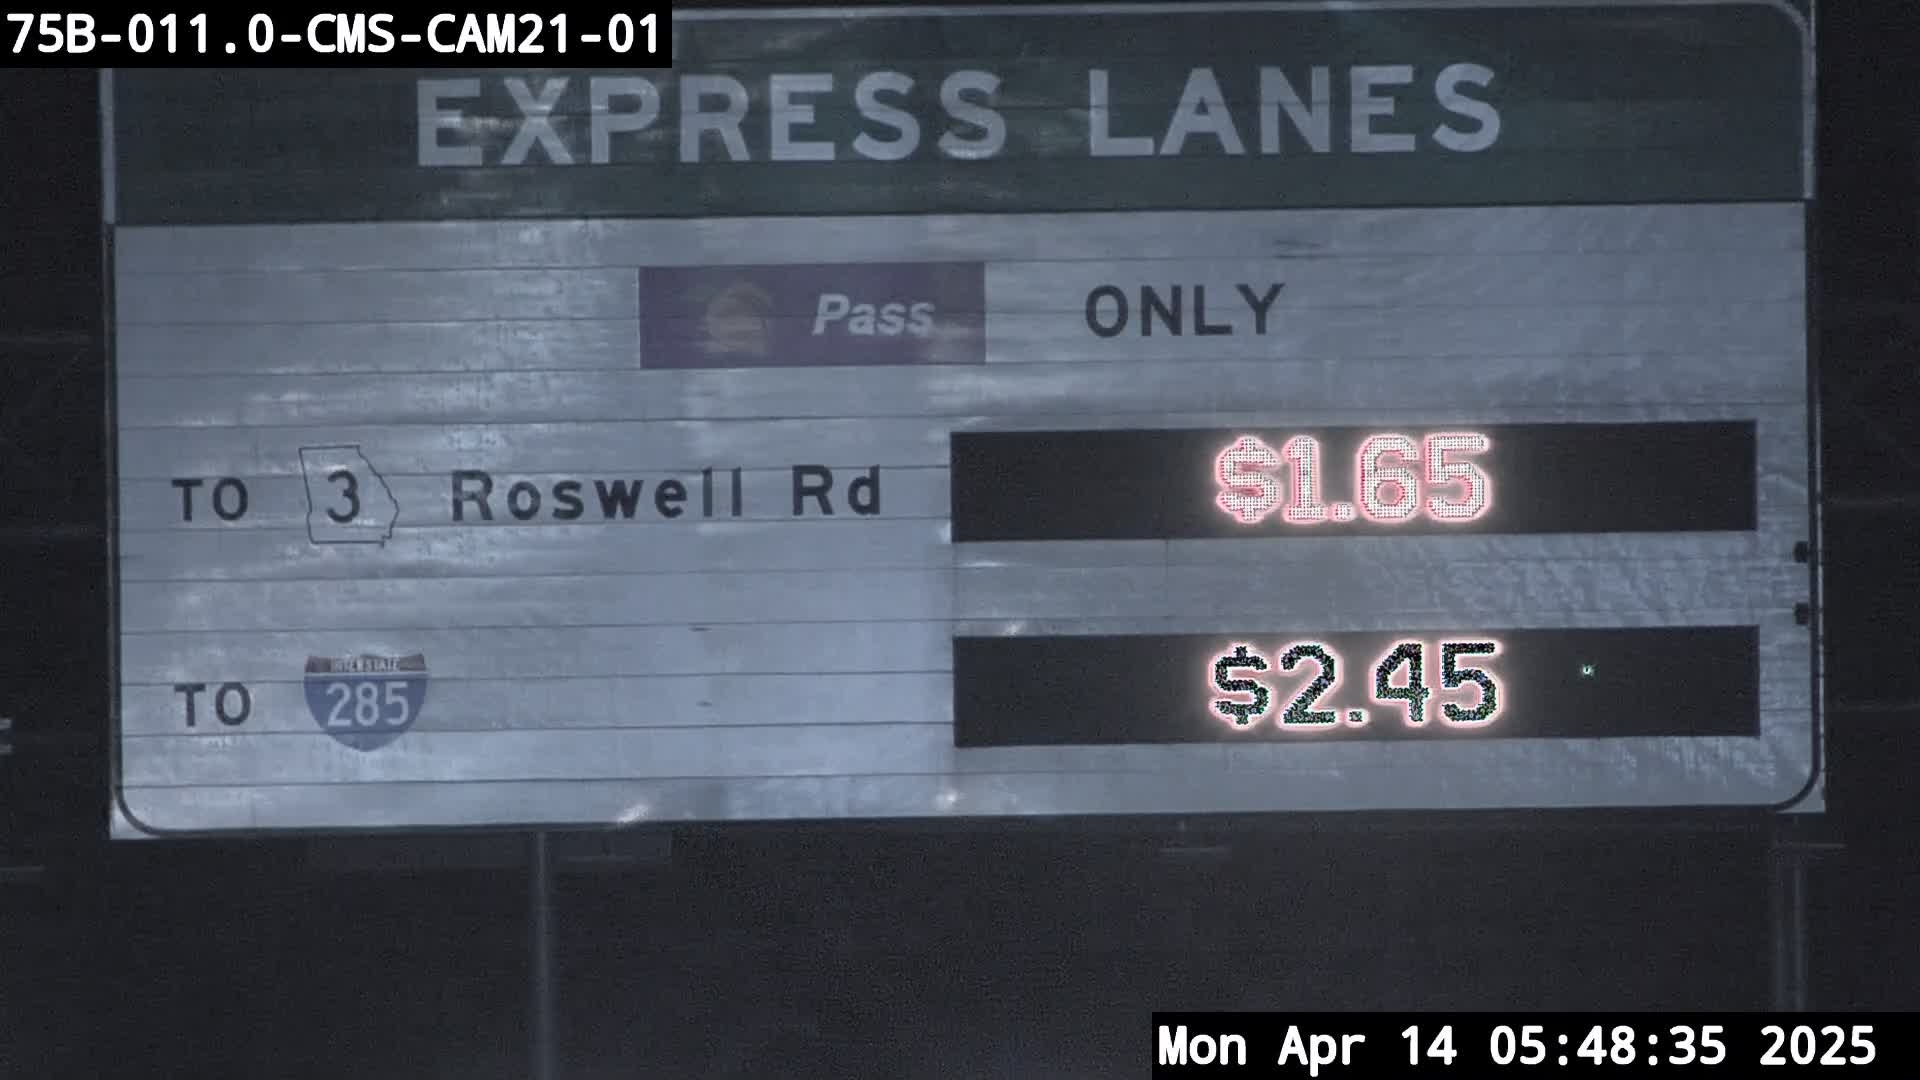 75B-011.0-CMS-CAM21-01
EXPRESS LANES
Pass ONLY
TO 3 Roswell Rd $1.65
TO INTERSTATE 285 $2.45
Mon Apr 14 05:48:35 2025